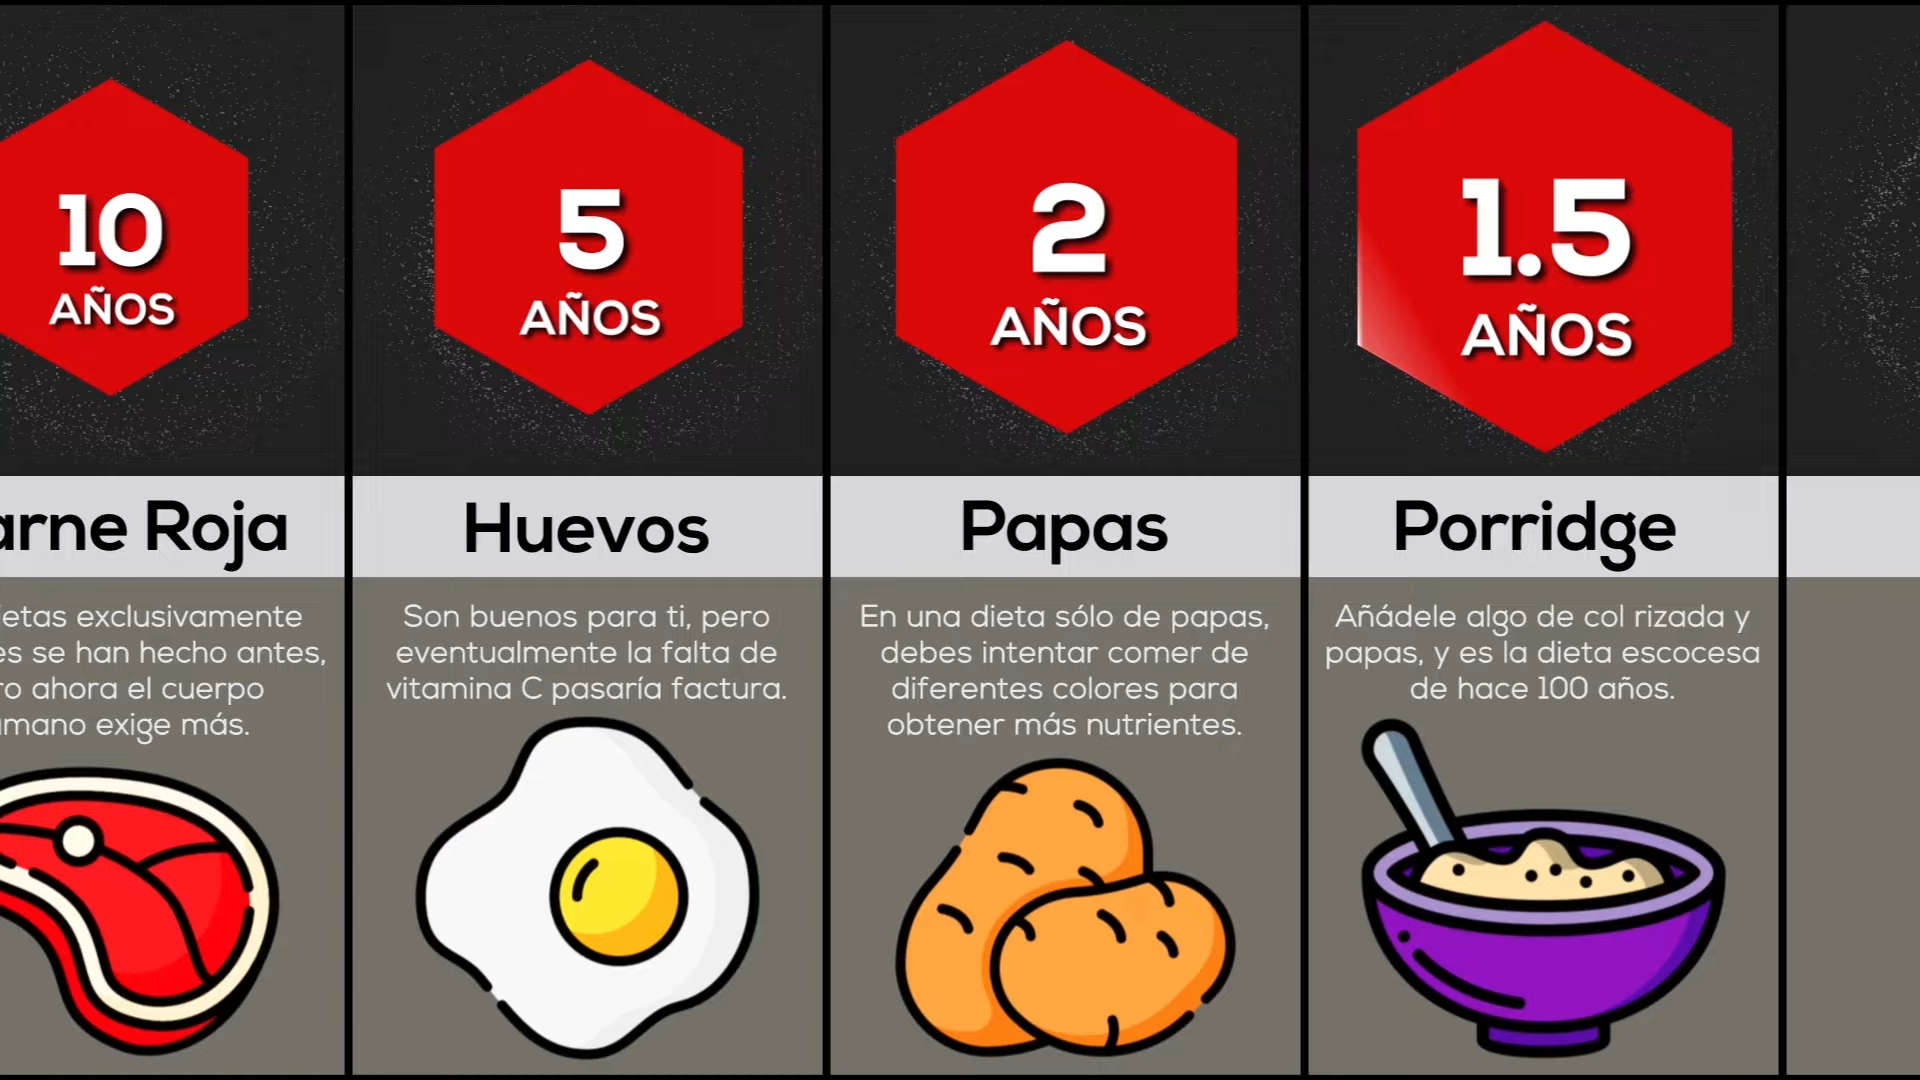 10
AÑOS
arne Roja
etas exclusivamente
es se han hecho antes,
ro ahora el cuerpo
mano exige más.
5
AÑOS
Huevos
Son buenos para ti, pero
eventualmente la falta de
vitamina C pasaría factura.
2
AÑOS
Papas
En una dieta sólo de papas,
debes intentar comer de
diferentes colores para
obtener más nutrientes.
1.5
AÑOS
Porridge
Añádele algo de col rizada y
papas, y es la dieta escocesa
de hace 100 años.